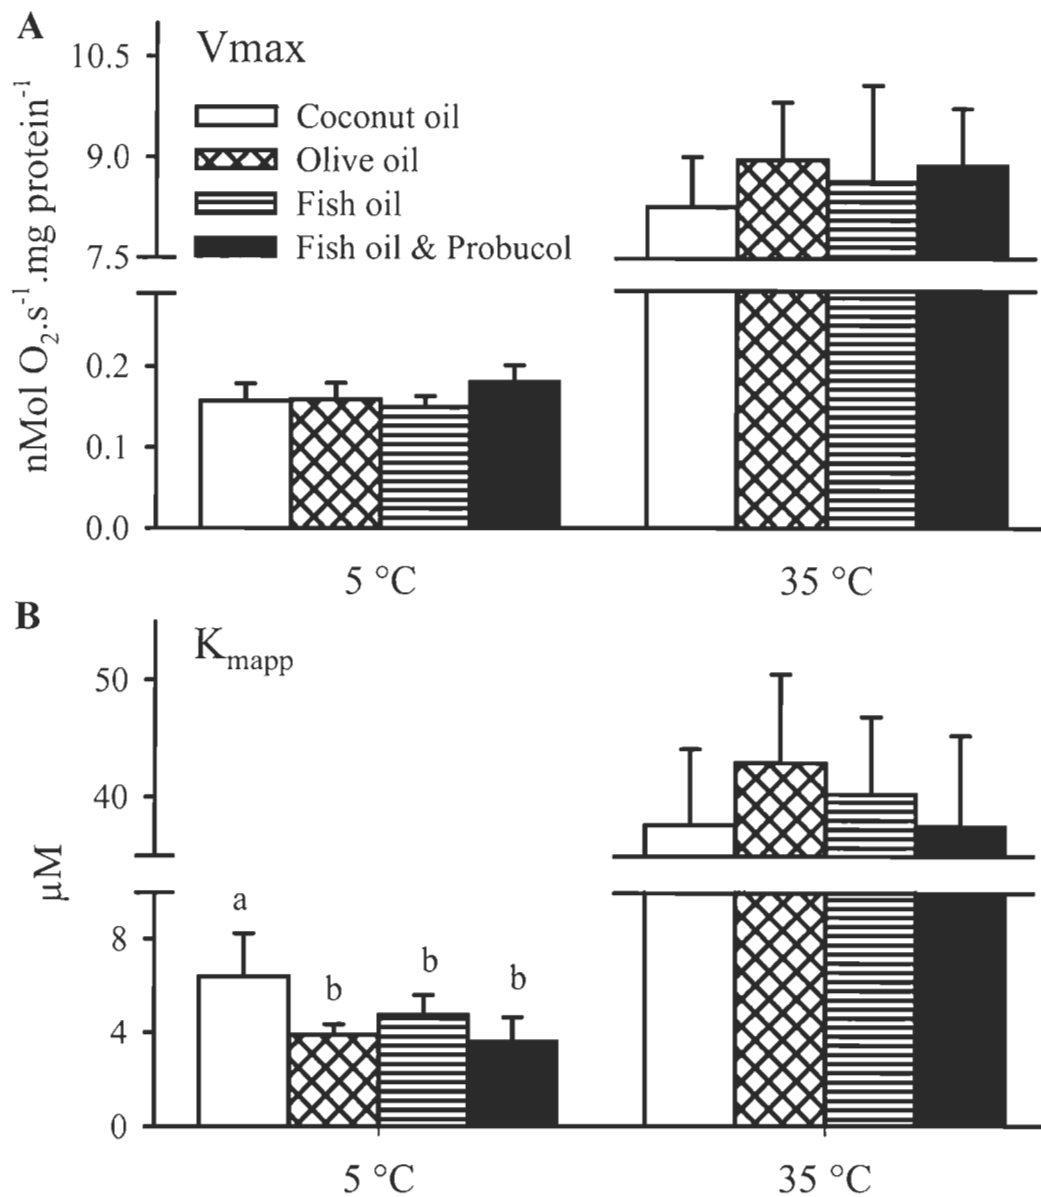 A
Vmax
10.5
9.0
7.5
0.2
0.1
0.0
nMol O₂.s⁻¹.mg protein⁻¹
Coconut oil
Olive oil
Fish oil
Fish oil & Probucol
5 °C
35 °C
B
Kₘₐₚₚ
50
40
8
4
0
µM
a
b
b
b
5 °C
35 °C